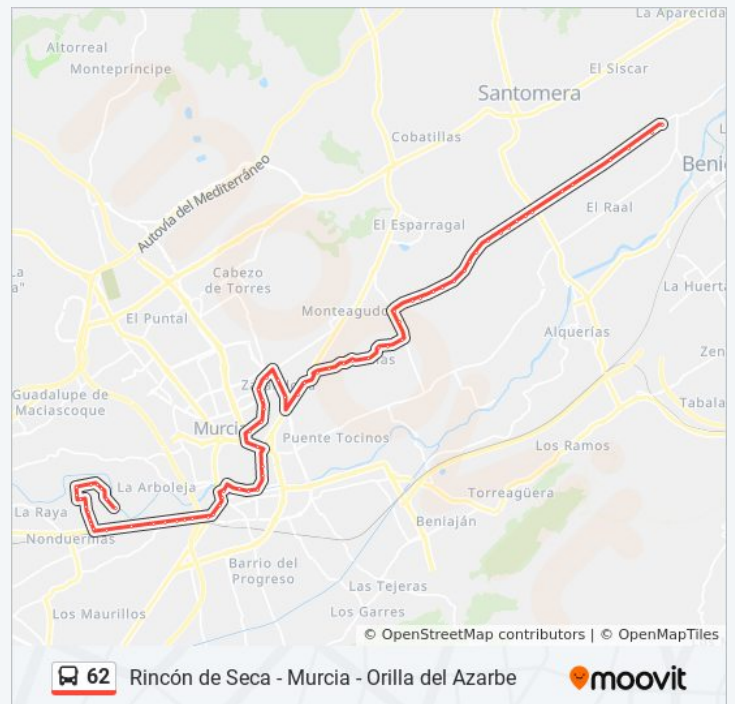 La Aparecida
Altorreal
Montepríncipe
El Siscar
Santomera
Cobatillas
Autovía del Mediterráneo
El Raal
El Esparragal
Cabezo
de Torres
La Huerta
Monteagudo
El Puntal
Alquerías
Zen
Guadalupe de
Maciascoque
Tabala
Murcia
Puente Tocinos
Los Ramos
La Arboleja
Torreagüera
La Raya
Beniaján
Nonduermas
Barrio del
Progreso
Las Tejeras
Los Garres
Los Maurillos
© OpenStreetMap contributors | © OpenMapTiles
62 Rincón de Seca - Murcia - Orilla del Azarbe
moovit